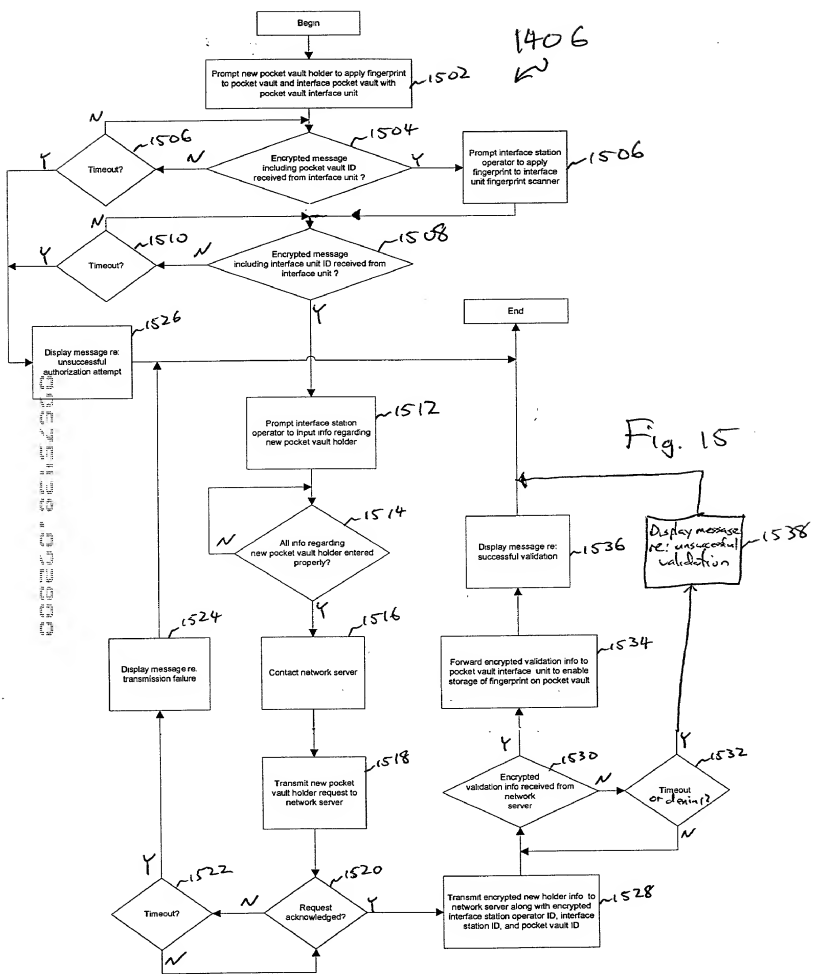 Begin
1406
Prompt new pocket vault holder to apply fingerprint
to pocket vault and interface pocket vault with
pocket vault interface unit
1502
N
1506
Y
Timeout?
N
1504
Encrypted message
including pocket vault ID
received from interface unit ?
Y
Prompt interface station
operator to apply
fingerprint to interface
unit fingerprint scanner
1506
N
1510
Y
Timeout?
N
1508
Encrypted message
including interface unit ID received from
interface unit ?
Y
End
1526
Display message re:
unsuccessful
authorization attempt
Prompt interface station
operator to input info regarding
new pocket vault holder
1512
Fig. 15
N
1514
All info regarding
new pocket vault holder entered
properly?
Y
Display message re:
successful validation
1536
Display message
re: unsuccessful
validation
1538
1524
Display message re.
transmission failure
1516
Contact network server
Forward encrypted validation info to
pocket vault interface unit to enable
storage of fingerprint on pocket vault
1534
Transmit new pocket
vault holder request to
network server
1518
Y
1530
Encrypted
validation info received from
network
server
N
Y
1532
Timeout
or denial?
N
Y
1522
Timeout?
N
N
1520
Request
acknowledged?
Y
Transmit encrypted new holder info to
network server along with encrypted
interface station operator ID, interface
station ID, and pocket vault ID
1528